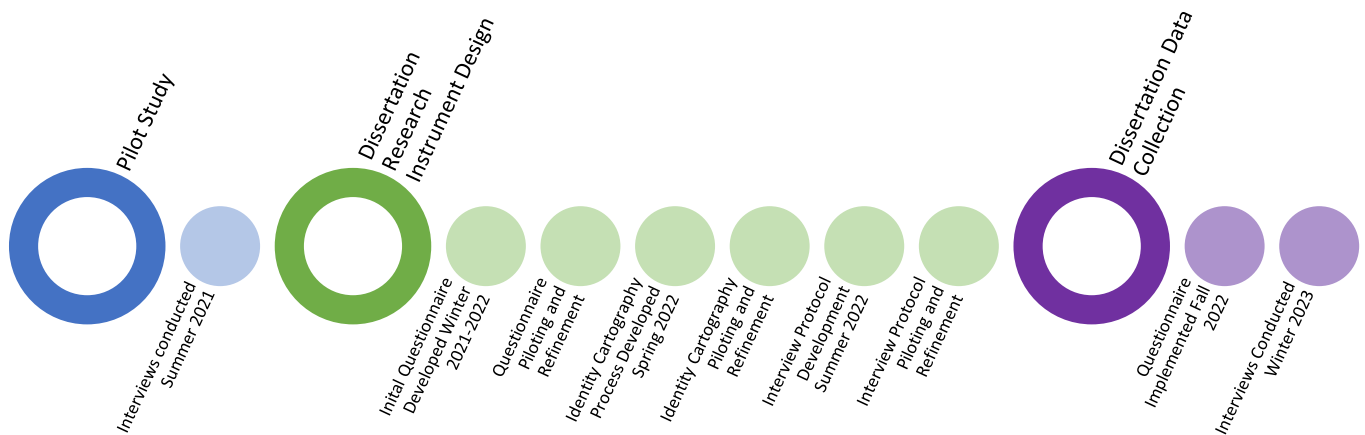 Pilot Study
Interviews conducted
Summer 2021
Dissertation
Research
Instrument Design
Inital Questionnaire
Developed Winter
2021-2022
Questionnaire
Piloting and
Refinement
Identity Cartography
Process Developed
Spring 2022
Identity Cartography
Piloting and
Refinement
Interview Protocol
Development
Summer 2022
Interview Protocol
Piloting and
Refinement
Dissertation Data
Collection
Questionnaire
Implemented Fall
2022
Interviews Conducted
Winter 2023